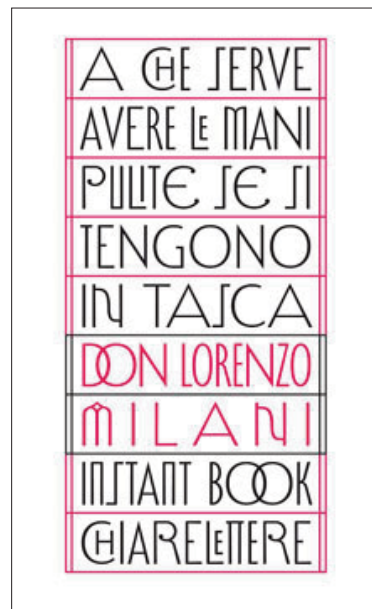 A CHE SERVE
AVERE LE MANI
PULITE SE SI
TENGONO
IN TASCA
DON LORENZO
MILANI
INSTANT BOOK
CHIARELETTERE